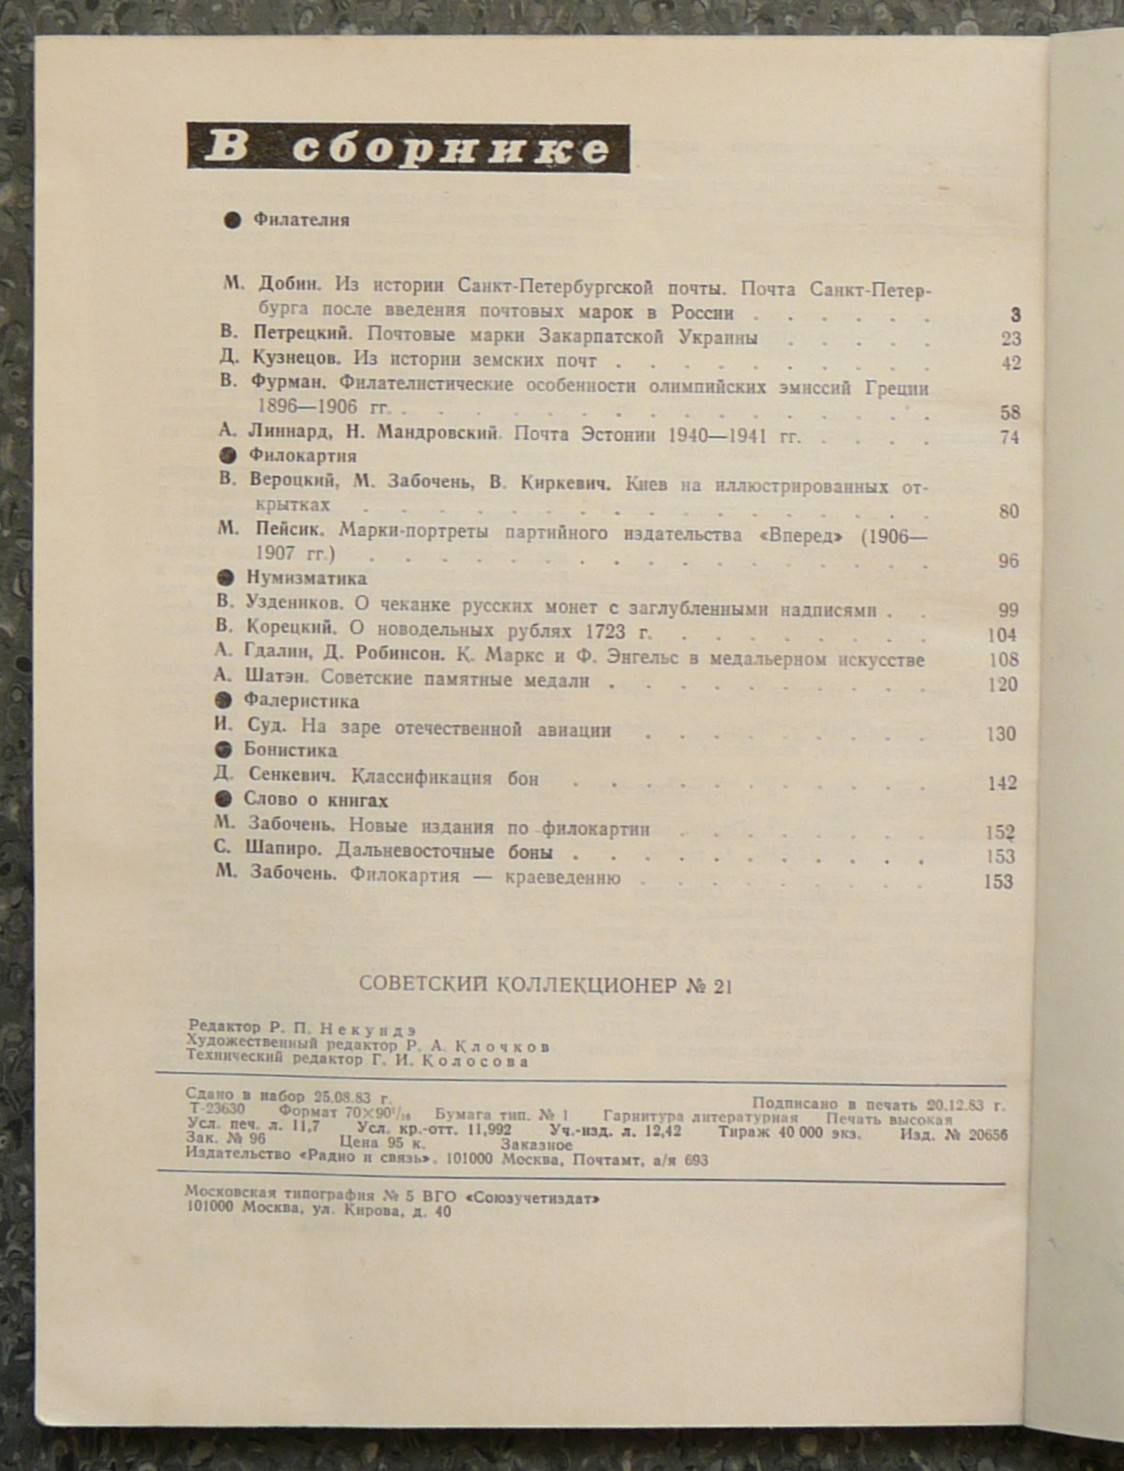 В сборнике
● Филателия
М. Добин. Из истории Санкт-Петербургской почты. Почта Санкт-Петер-
бурга после введения почтовых марок в России . . . . . . 3
В. Петрецкий. Почтовые марки Закарпатской Украины . . . . . 23
Д. Кузнецов. Из истории земских почт . . . . . . . . . . 42
В. Фурман. Филателистические особенности олимпийских эмиссий Греции
1896—1906 гг. . . . . . . . . . . . . . . . 58
А. Линнард, Н. Мандровский. Почта Эстонии 1940—1941 гг. . . . . 74
● Филокартия
В. Вероцкий, М. Забочень, В. Киркевич. Киев на иллюстрированных от-
крытках . . . . . . . . . . . . . . . 80
М. Пейсик. Марки-портреты партийного издательства «Вперед» (1906—
1907 гг.) . . . . . . . . . . . . . . 96
● Нумизматика
В. Уздеников. О чеканке русских монет с заглубленными надписями . . 99
В. Корецкий. О новодельных рублях 1723 г. . . . . . . . 104
А. Гдалин, Д. Робинсон. К. Маркс и Ф. Энгельс в медальерном искусстве 108
А. Шатэн. Советские памятные медали . . . . . . . . . . 120
● Фалеристика
И. Суд. На заре отечественной авиации . . . . . . . . 130
● Бонистика
Д. Сенкевич. Классификация бон . . . . . . . . . . 142
● Слово о книгах
М. Забочень. Новые издания по филокартии . . . . . . . 152
С. Шапиро. Дальневосточные боны . . . . . . . . . . 153
М. Забочень. Филокартия — краеведению . . . . . . . . 153
СОВЕТСКИЙ КОЛЛЕКЦИОНЕР № 21
Редактор Р. П. Некундэ
Художественный редактор Р. А. Клочков
Технический редактор Г. И. Колосова
Сдано в набор 25.08.83 г. Подписано в печать 20.12.83 г.
Т-23630 Формат 70×90¹/₁₆ Бумага тип. № 1 Гарнитура литературная Печать высокая
Усл. печ. л. 11,7 Усл. кр.-отт. 11,992 Уч.-изд. л. 12,42 Тираж 40 000 экз. Изд. № 20656
Зак. № 96 Цена 95 к. Заказное
Издательство «Радио и связь». 101000 Москва, Почтамт, а/я 693
Московская типография № 5 ВГО «Союзучетиздат»
101000 Москва, ул. Кирова, д. 40